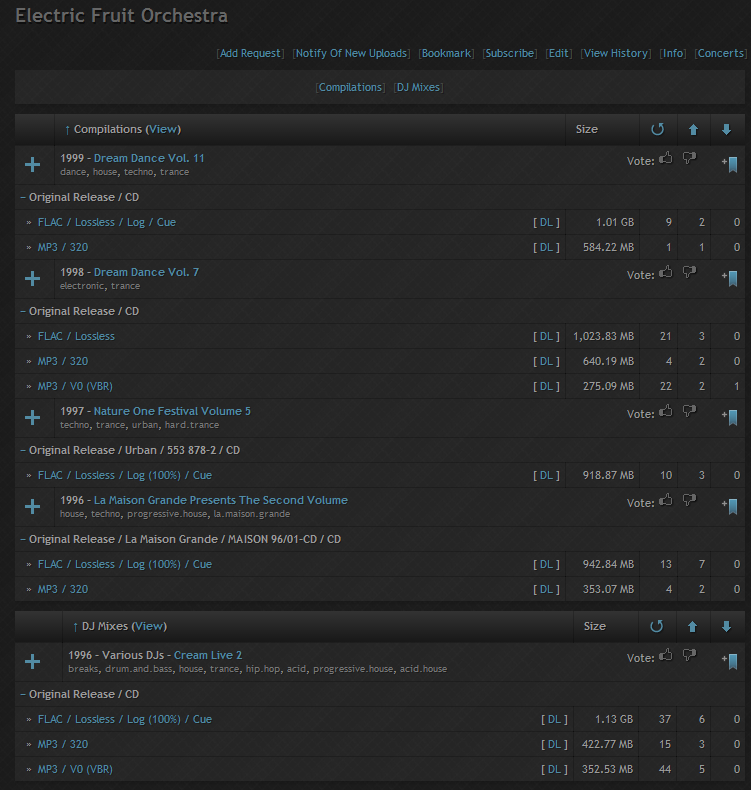 Electric Fruit Orchestra
[Add Request] [Notify Of New Uploads] [Bookmark] [Subscribe] [Edit] [View History] [Info] [Concerts]
[Compilations] [DJ Mixes]
↑ Compilations (View) Size
1999 - Dream Dance Vol. 11 Vote:
dance, house, techno, trance
− Original Release / CD
» FLAC / Lossless / Log / Cue [ DL ] 1.01 GB 9 2 0
» MP3 / 320 [ DL ] 584.22 MB 1 1 0
1998 - Dream Dance Vol. 7 Vote:
electronic, trance
− Original Release / CD
» FLAC / Lossless [ DL ] 1,023.83 MB 21 3 0
» MP3 / 320 [ DL ] 640.19 MB 4 2 0
» MP3 / V0 (VBR) [ DL ] 275.09 MB 22 2 1
1997 - Nature One Festival Volume 5 Vote:
techno, trance, urban, hard.trance
− Original Release / Urban / 553 878-2 / CD
» FLAC / Lossless / Log (100%) / Cue [ DL ] 918.87 MB 10 3 0
1996 - La Maison Grande Presents The Second Volume Vote:
house, techno, progressive.house, la.maison.grande
− Original Release / La Maison Grande / MAISON 96/01-CD / CD
» FLAC / Lossless / Log (100%) / Cue [ DL ] 942.84 MB 13 7 0
» MP3 / 320 [ DL ] 353.07 MB 4 2 0
↑ DJ Mixes (View) Size
1996 - Various DJs - Cream Live 2 Vote:
breaks, drum.and.bass, house, trance, hip.hop, acid, progressive.house, acid.house
− Original Release / CD
» FLAC / Lossless / Log (100%) / Cue [ DL ] 1.13 GB 37 6 0
» MP3 / 320 [ DL ] 422.77 MB 15 3 0
» MP3 / V0 (VBR) [ DL ] 352.53 MB 44 5 0